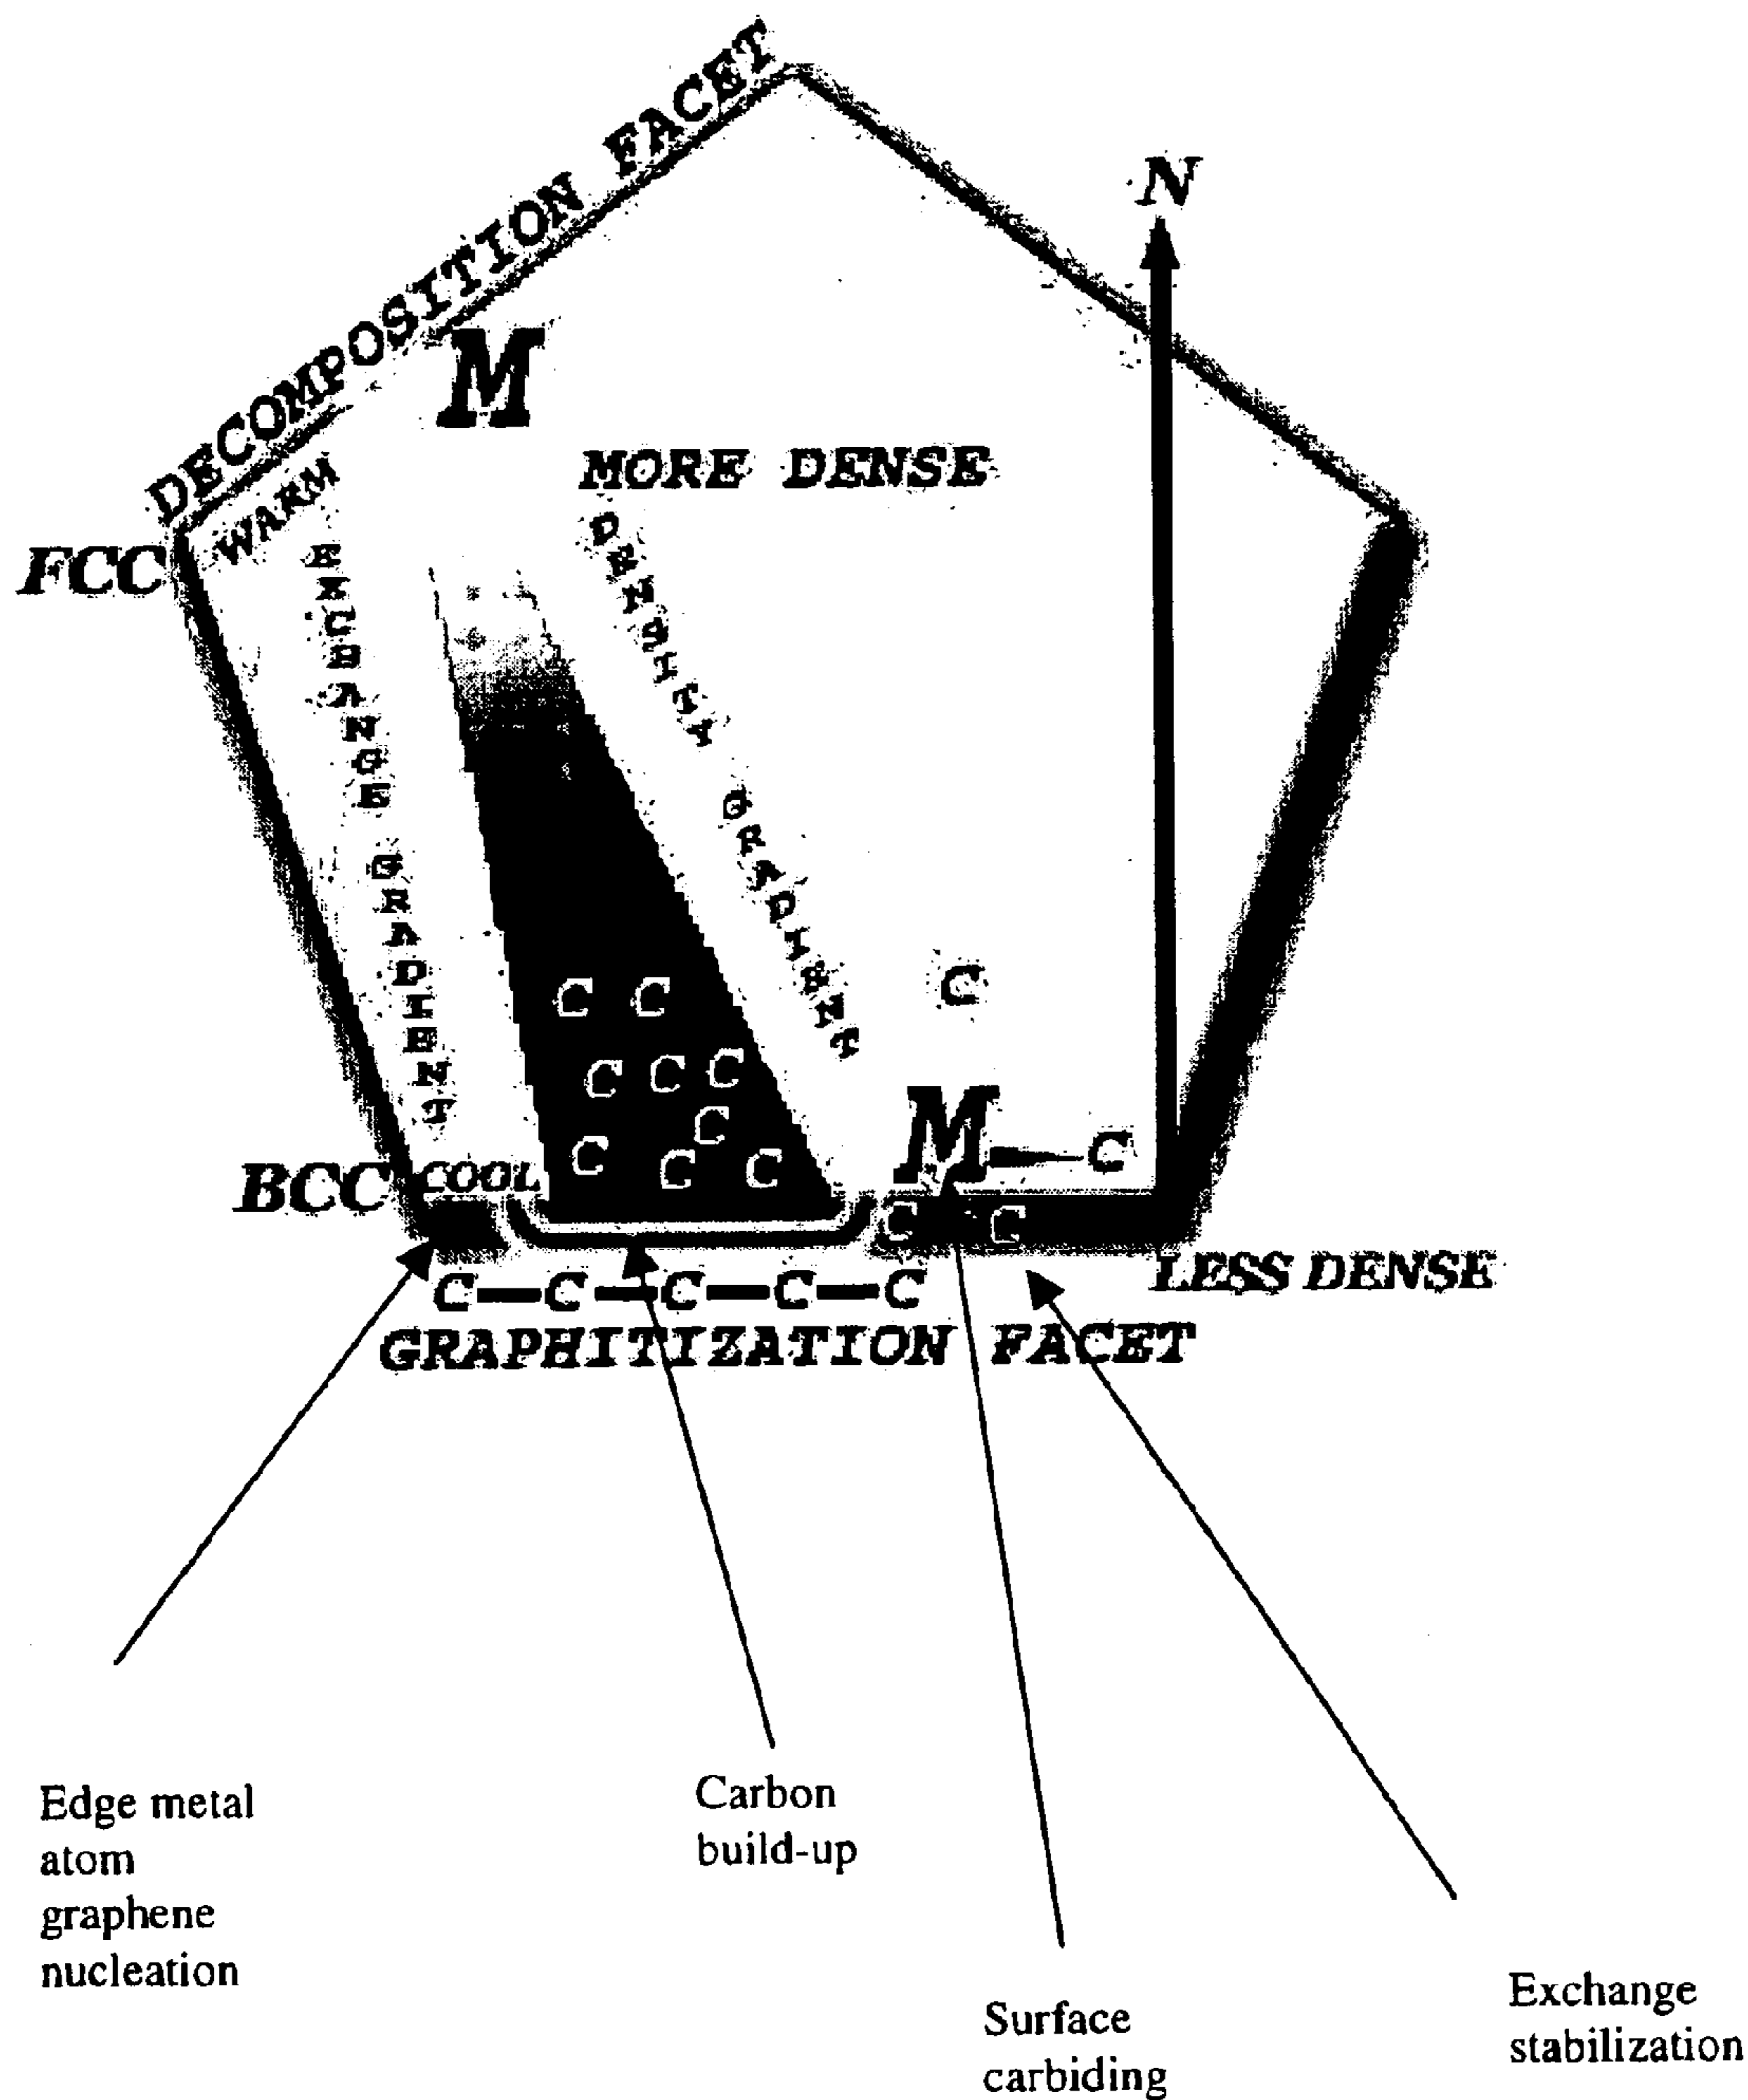 DECOMPOSITION FACET
N
M
MORE DENSE
WARM
FCC
EXCHANGE GRADIENT
DENSITY GRADIENT
C C
C
C C C
C
C C C
M—C
BCC
COOL
C C
LESS DENSE
C—C—C—C—C
GRAPHITIZATION FACET
Edge metal
atom
graphene
nucleation
Carbon
build-up
Surface
carbiding
Exchange
stabilization